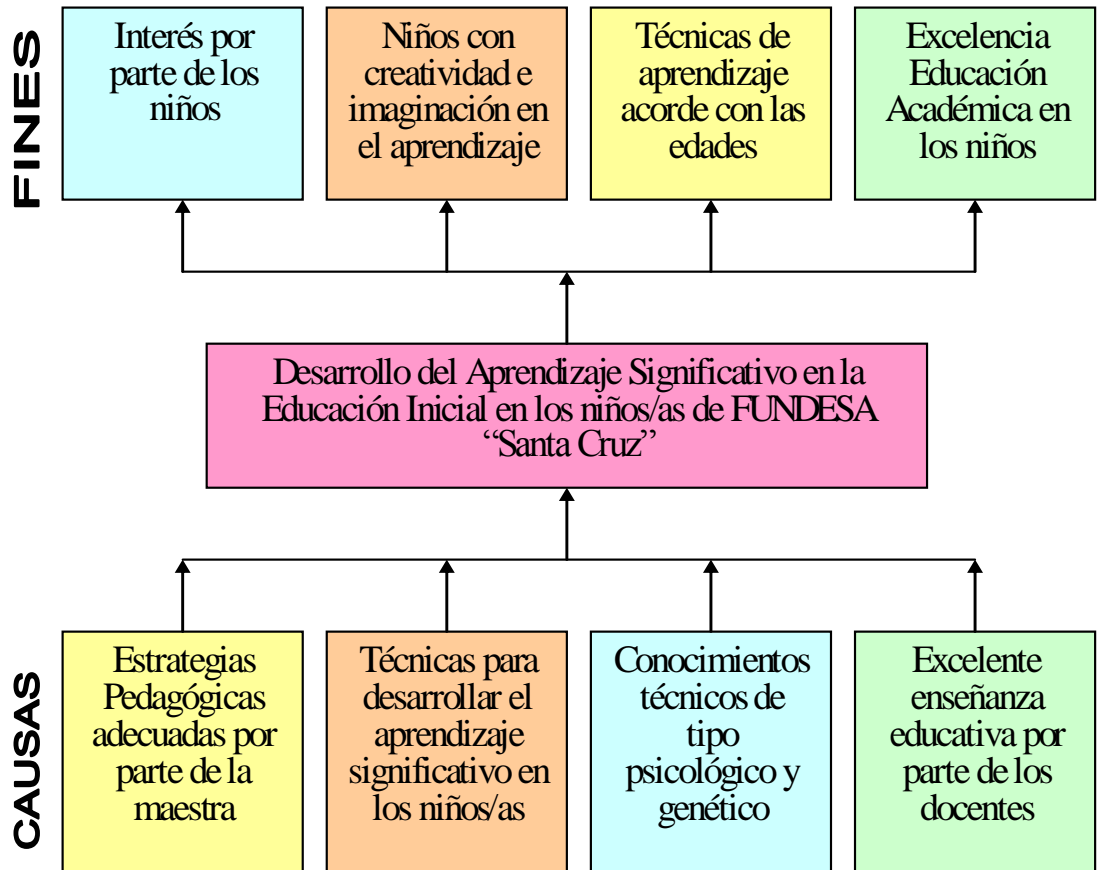 FINES
Interés por
parte de los
niños
Niños con
creatividad e
imaginación en
el aprendizaje
Técnicas de
aprendizaje
acorde con las
edades
Excelencia
Educación
Académica en
los niños
Desarrollo del Aprendizaje Significativo en la
Educación Inicial en los niños/as de FUNDESA
“Santa Cruz”
CAUSAS
Estrategias
Pedagógicas
adecuadas por
parte de la
maestra
Técnicas para
desarrollar el
aprendizaje
significativo en
los niños/as
Conocimientos
técnicos de
tipo
psicológico y
genético
Excelente
enseñanza
educativa por
parte de los
docentes